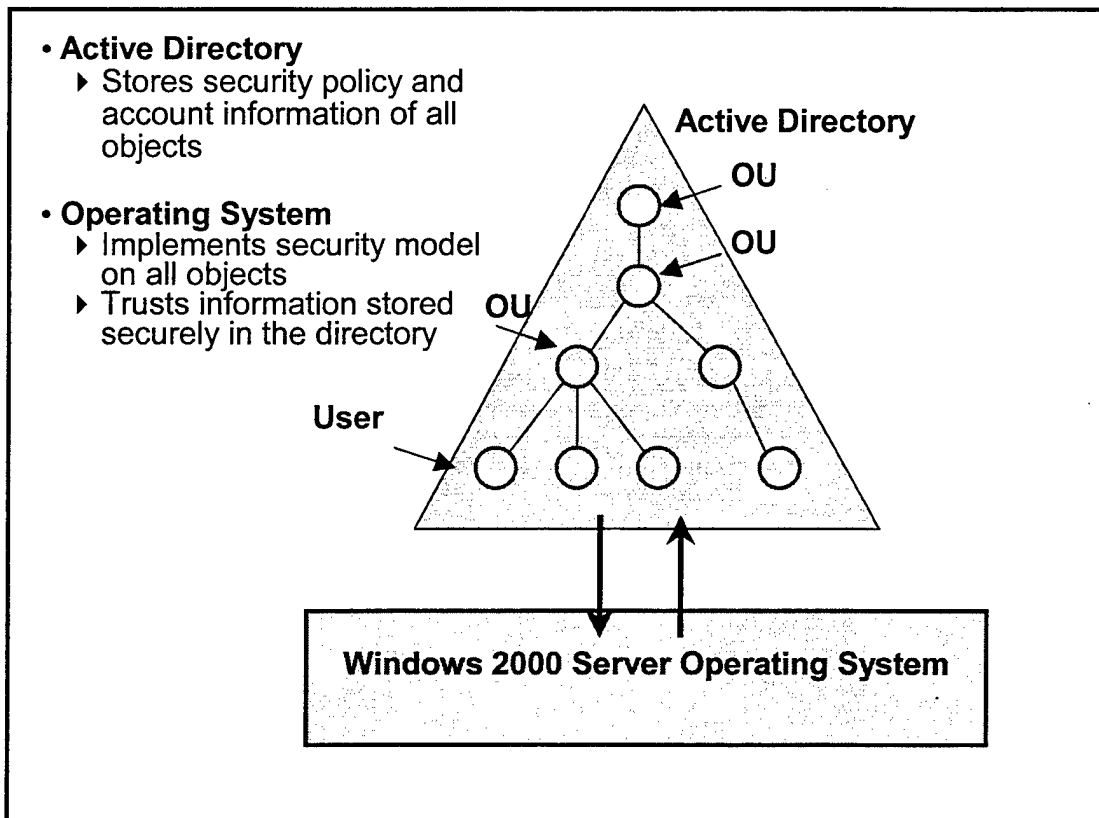 • Active Directory
▸ Stores security policy and
account information of all
objects
• Operating System
▸ Implements security model
on all objects
▸ Trusts information stored
securely in the directory
Active Directory
OU
OU
OU
User
Windows 2000 Server Operating System